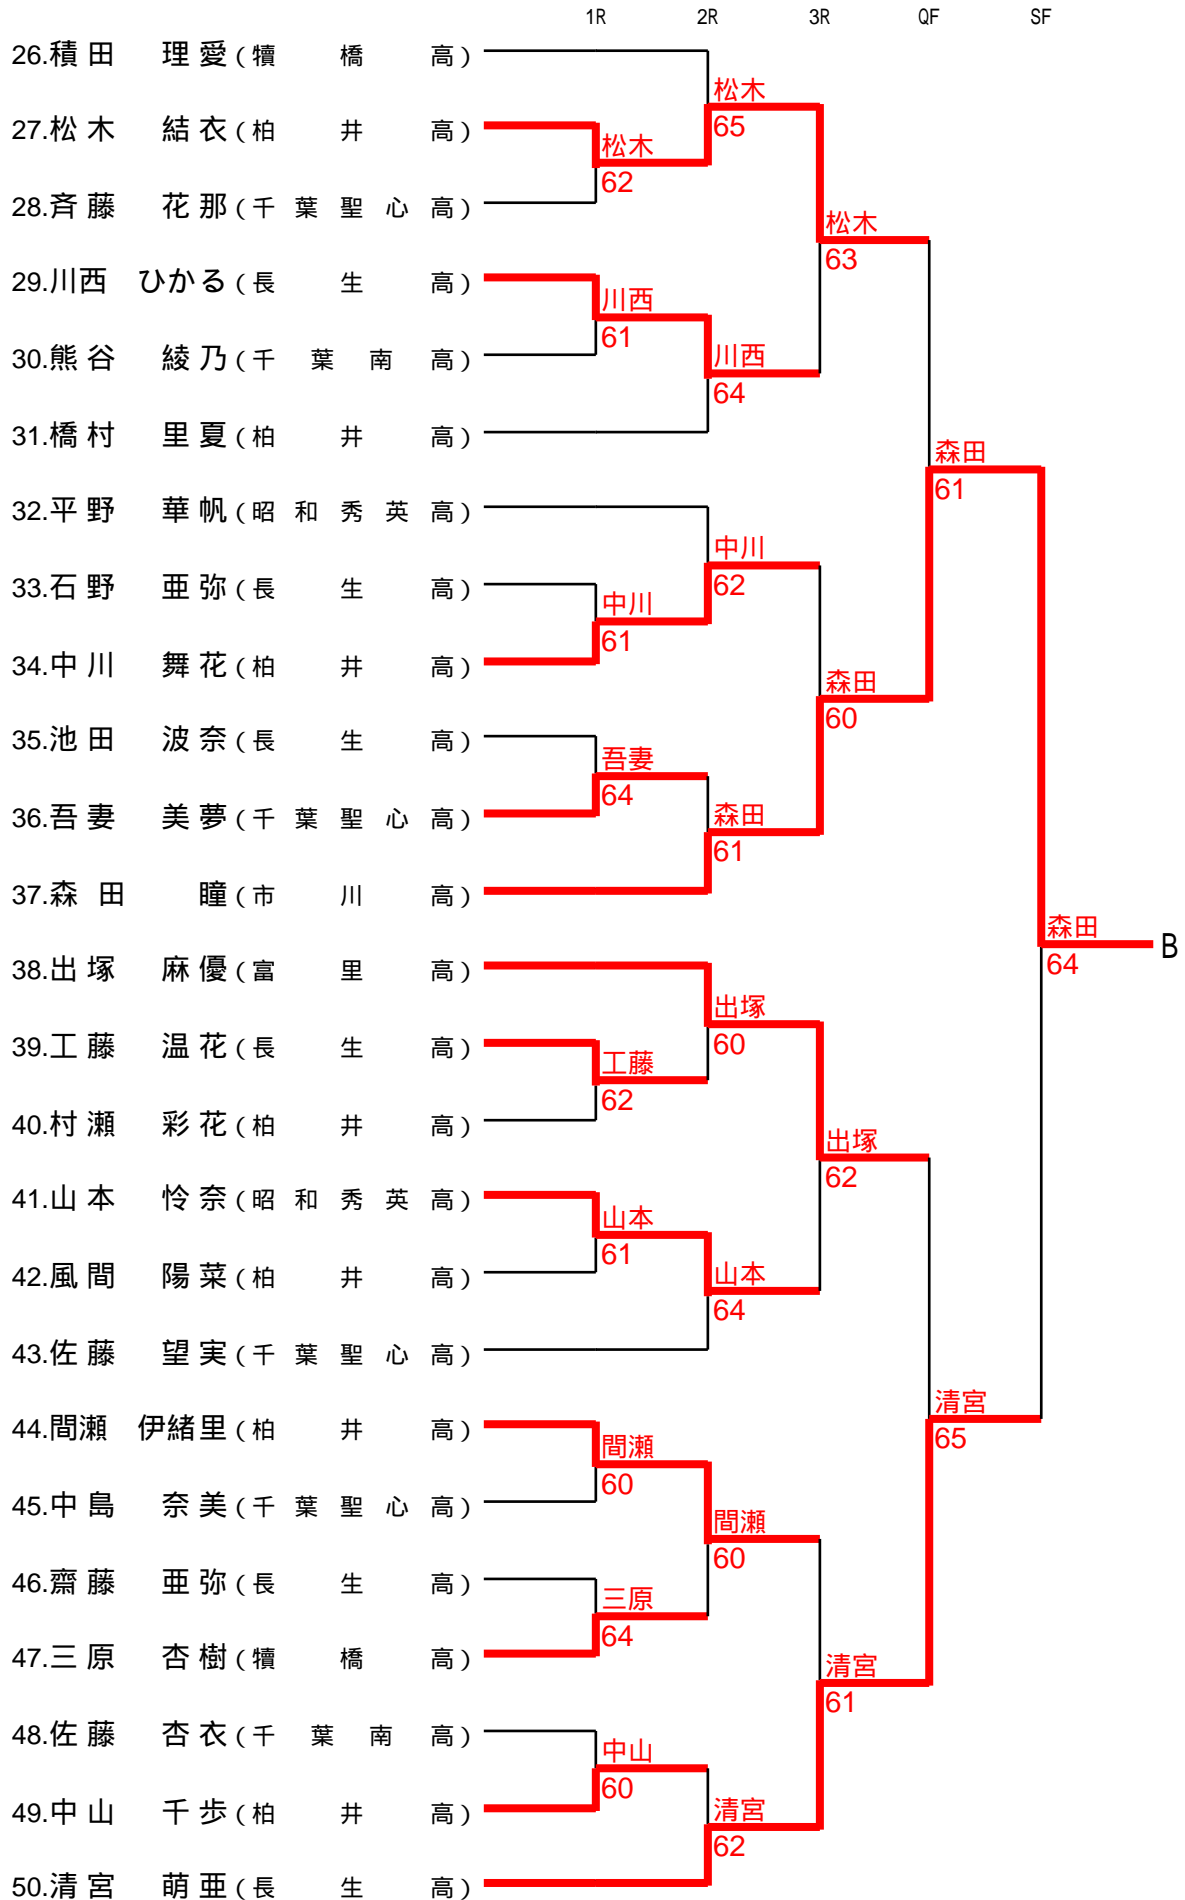 1R 2R 3R QF SF
26.積田 理愛(犢橋高)
松木
65
27.松木 結衣(柏井高)
松木
62
28.斉藤 花那(千葉聖心高)
松木
63
29.川西 ひかる(長生高)
川西
61
30.熊谷 綾乃(千葉南高)
川西
64
31.橋村 里夏(柏井高)
森田
61
32.平野 華帆(昭和秀英高)
中川
62
33.石野 亜弥(長生高)
中川
61
34.中川 舞花(柏井高)
森田
60
35.池田 波奈(長生高)
吾妻
64
36.吾妻 美夢(千葉聖心高)
森田
61
37.森田 瞳(市川高)
森田
64
B
38.出塚 麻優(富里高)
出塚
60
39.工藤 温花(長生高)
工藤
62
40.村瀬 彩花(柏井高)
出塚
62
41.山本 怜奈(昭和秀英高)
山本
61
42.風間 陽菜(柏井高)
山本
64
43.佐藤 望実(千葉聖心高)
清宮
65
44.間瀬 伊緒里(柏井高)
間瀬
60
45.中島 奈美(千葉聖心高)
間瀬
60
46.齋藤 亜弥(長生高)
三原
64
47.三原 杏樹(犢橋高)
清宮
61
48.佐藤 杏衣(千葉南高)
中山
60
49.中山 千歩(柏井高)
清宮
62
50.清宮 萌亜(長生高)